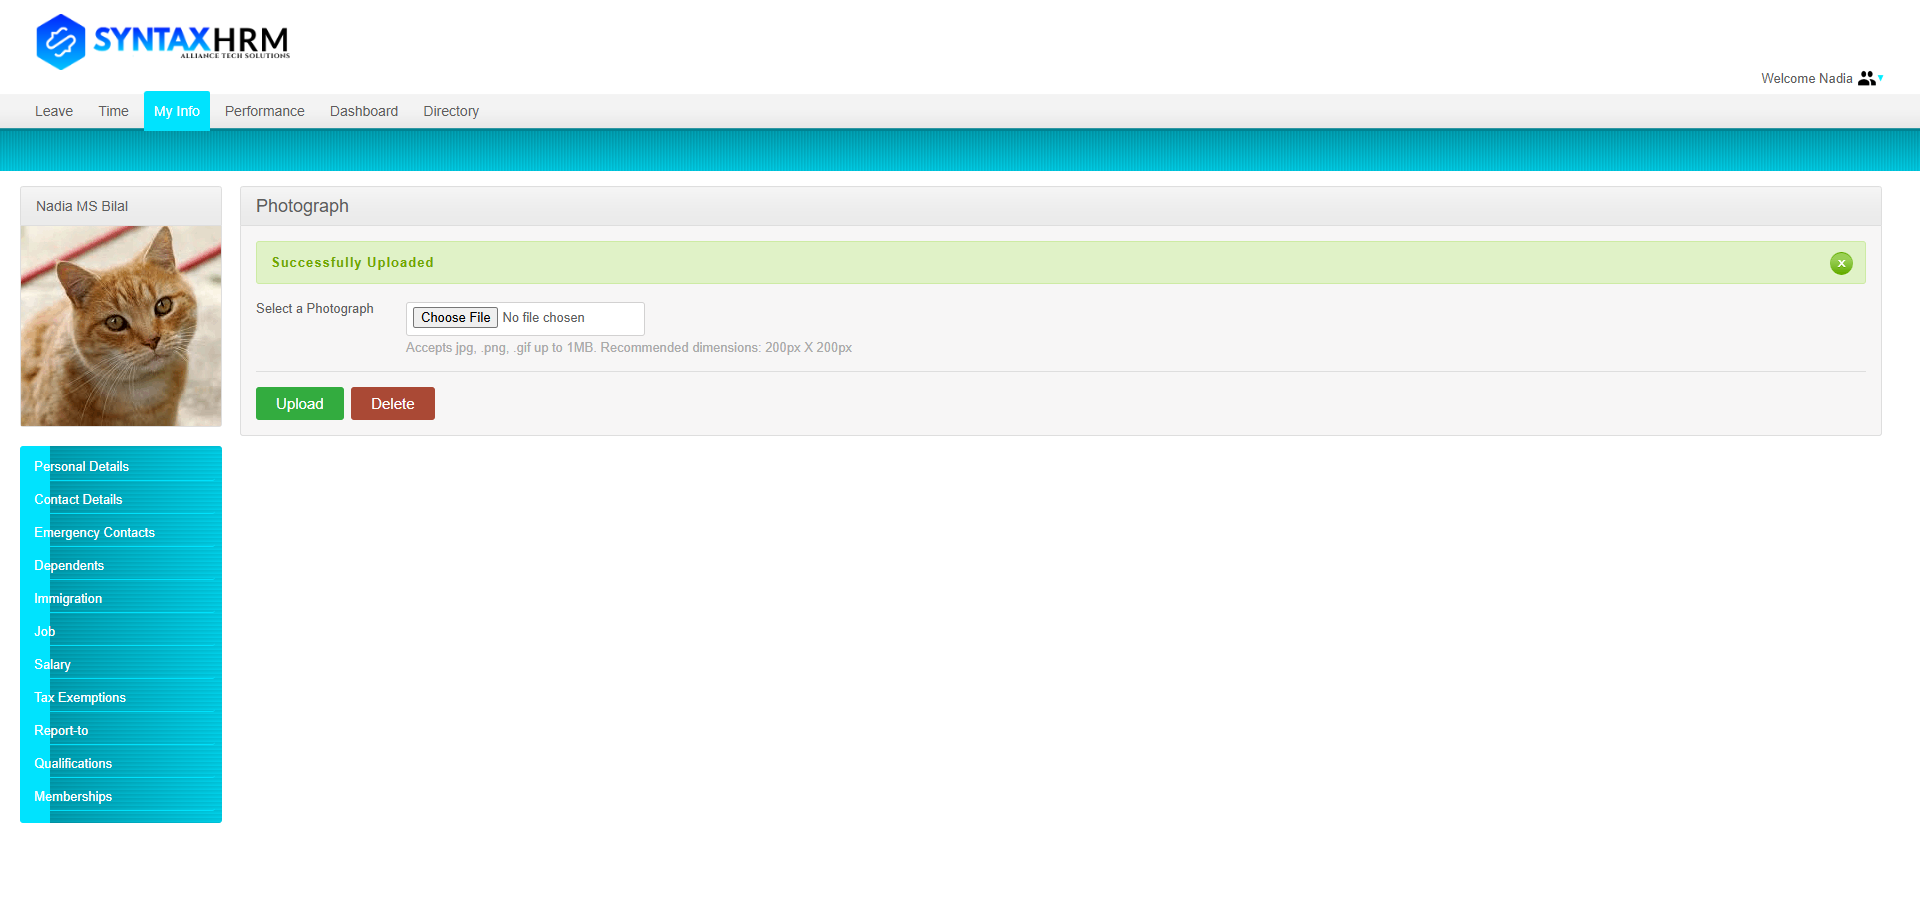 SYNTAXHRM
ALLIANCE TECH SOLUTIONS
Welcome Nadia
Leave Time My Info Performance Dashboard Directory
Nadia MS Bilal
Photograph
Successfully Uploaded
x
Select a Photograph Choose File No file chosen
Accepts jpg, .png, .gif up to 1MB. Recommended dimensions: 200px X 200px
Upload Delete
Personal Details
Contact Details
Emergency Contacts
Dependents
Immigration
Job
Salary
Tax Exemptions
Report-to
Qualifications
Memberships